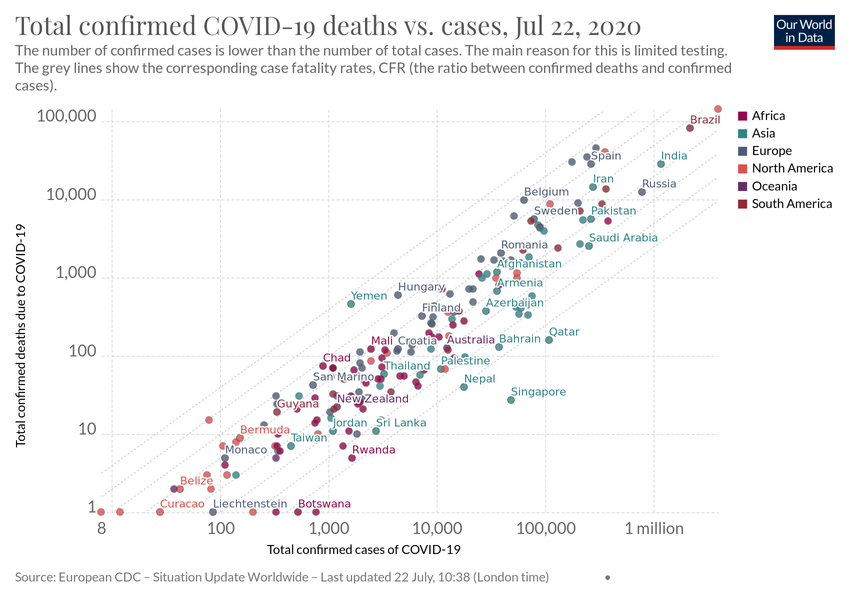 Total confirmed COVID-19 deaths vs. cases, Jul 22, 2020
Our World
in Data
The number of confirmed cases is lower than the number of total cases. The main reason for this is limited testing.
The grey lines show the corresponding case fatality rates, CFR (the ratio between confirmed deaths and confirmed
cases).
100,000
10,000
1,000
100
10
1
Total confirmed deaths due to COVID-19
Brazil
Spain
India
Iran
Russia
Belgium
Sweden
Pakistan
Saudi Arabia
Romania
Afghanistan
Armenia
Yemen
Hungary
Azerbaijan
Finland
Qatar
Mali
Croatia
Australia
Bahrain
Chad
Thailand
Palestine
San Marino
Nepal
Singapore
Guyana
New Zealand
Bermuda
Taiwan
Jordan
Sri Lanka
Monaco
Rwanda
Belize
Curacao
Liechtenstein
Botswana
8
100
1,000
10,000
100,000
1 million
Total confirmed cases of COVID-19
Africa
Asia
Europe
North America
Oceania
South America
Source: European CDC – Situation Update Worldwide – Last updated 22 July, 10:38 (London time)